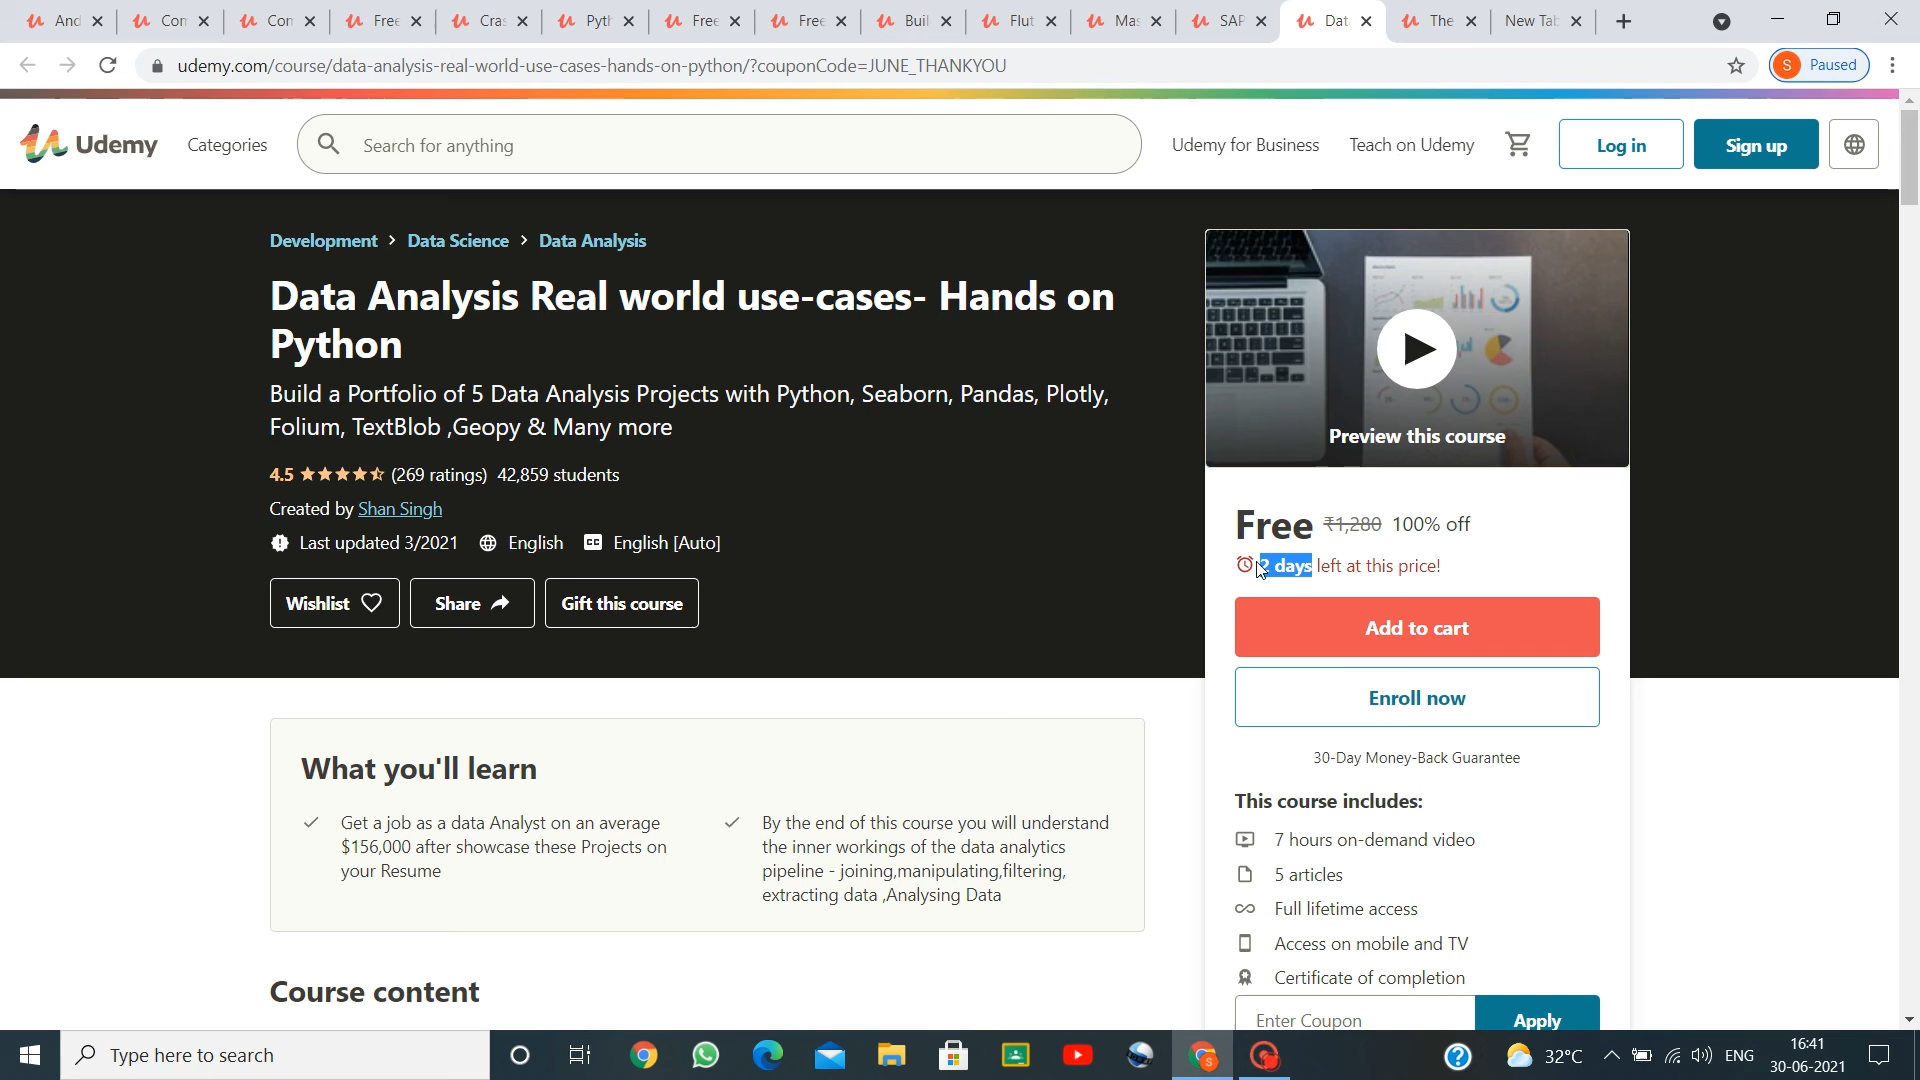 And
Con
Con
Free
Cras
Pyth
Free
Free
Buil
Flut
Mas
SAP
Dat
The
New Tab
udemy.com/course/data-analysis-real-world-use-cases-hands-on-python/?couponCode=JUNE_THANKYOU
S Paused
Udemy Categories Search for anything Udemy for Business Teach on Udemy Log in Sign up
Development > Data Science > Data Analysis
Data Analysis Real world use-cases- Hands on
Python
Build a Portfolio of 5 Data Analysis Projects with Python, Seaborn, Pandas, Plotly,
Folium, TextBlob ,Geopy & Many more
4.5 (269 ratings) 42,859 students
Created by Shan Singh
Last updated 3/2021 English CC English [Auto]
Wishlist Share Gift this course
Preview this course
Free ₹1,280 100% off
2 days left at this price!
Add to cart
Enroll now
30-Day Money-Back Guarantee
This course includes:
7 hours on-demand video
5 articles
Full lifetime access
Access on mobile and TV
Certificate of completion
Enter Coupon Apply
What you'll learn
Get a job as a data Analyst on an average
$156,000 after showcase these Projects on
your Resume
By the end of this course you will understand
the inner workings of the data analytics
pipeline - joining,manipulating,filtering,
extracting data ,Analysing Data
Course content
Type here to search
32°C ENG
16:41
30-06-2021